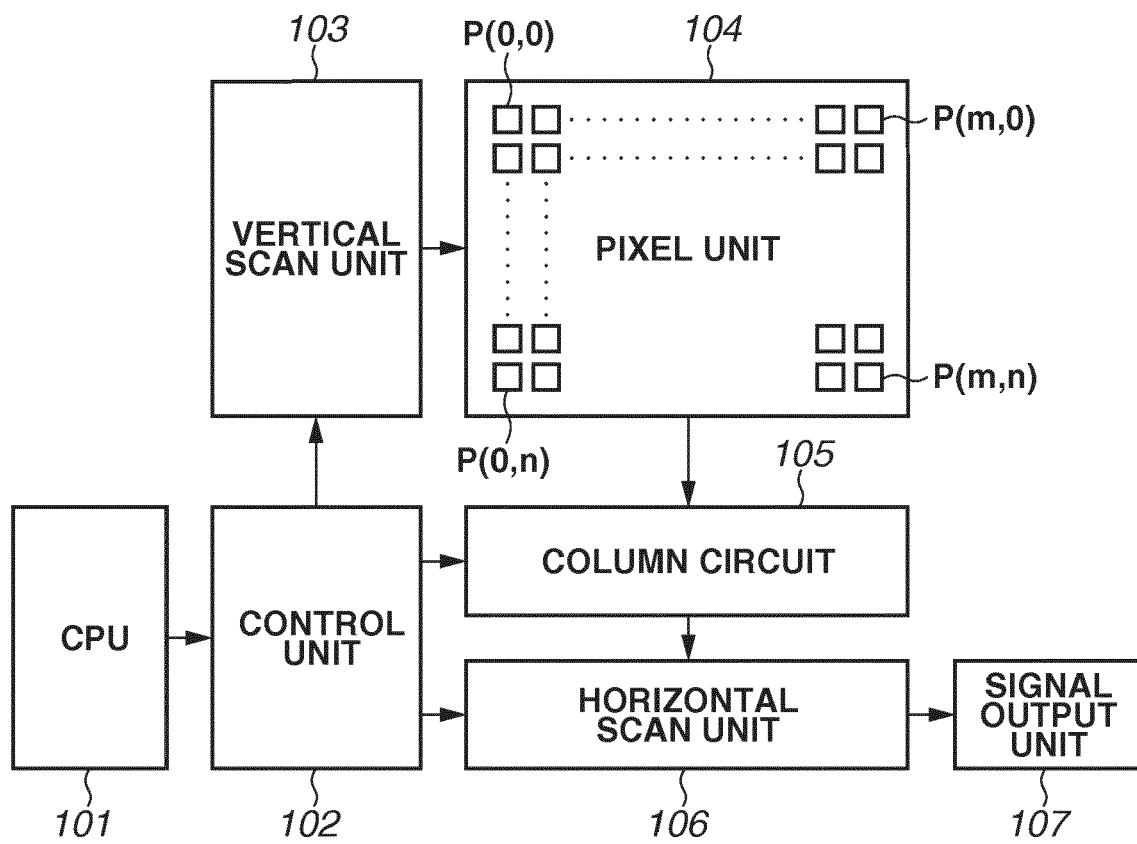 103
P(0,0)
104
P(m,0)
VERTICAL
SCAN UNIT
PIXEL UNIT
P(m,n)
P(0,n)
105
COLUMN CIRCUIT
CPU
CONTROL
UNIT
HORIZONTAL
SCAN UNIT
SIGNAL
OUTPUT
UNIT
101
102
106
107